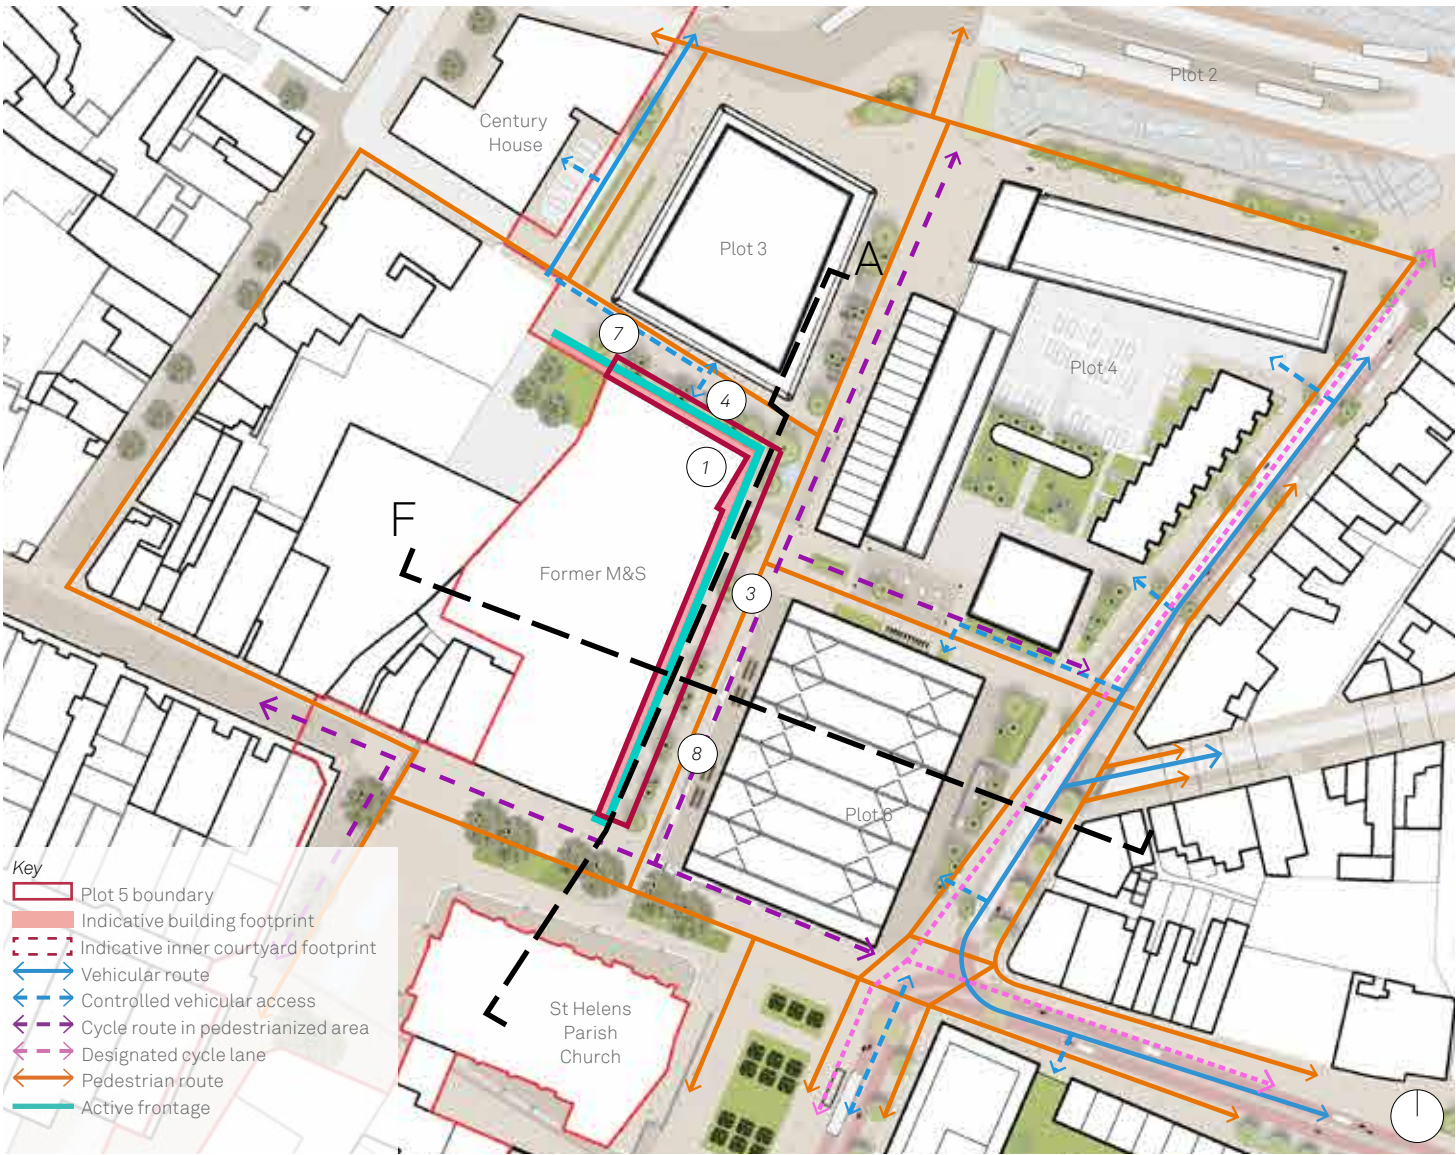 Plot 2
Century
House
Plot 3
A
7
Plot 4
4
1
F
Former M&S
3
8
Plot 6
Key
Plot 5 boundary
Indicative building footprint
Indicative inner courtyard footprint
Vehicular route
Controlled vehicular access
Cycle route in pedestrianized area
Designated cycle lane
Pedestrian route
Active frontage
St Helens
Parish
Church